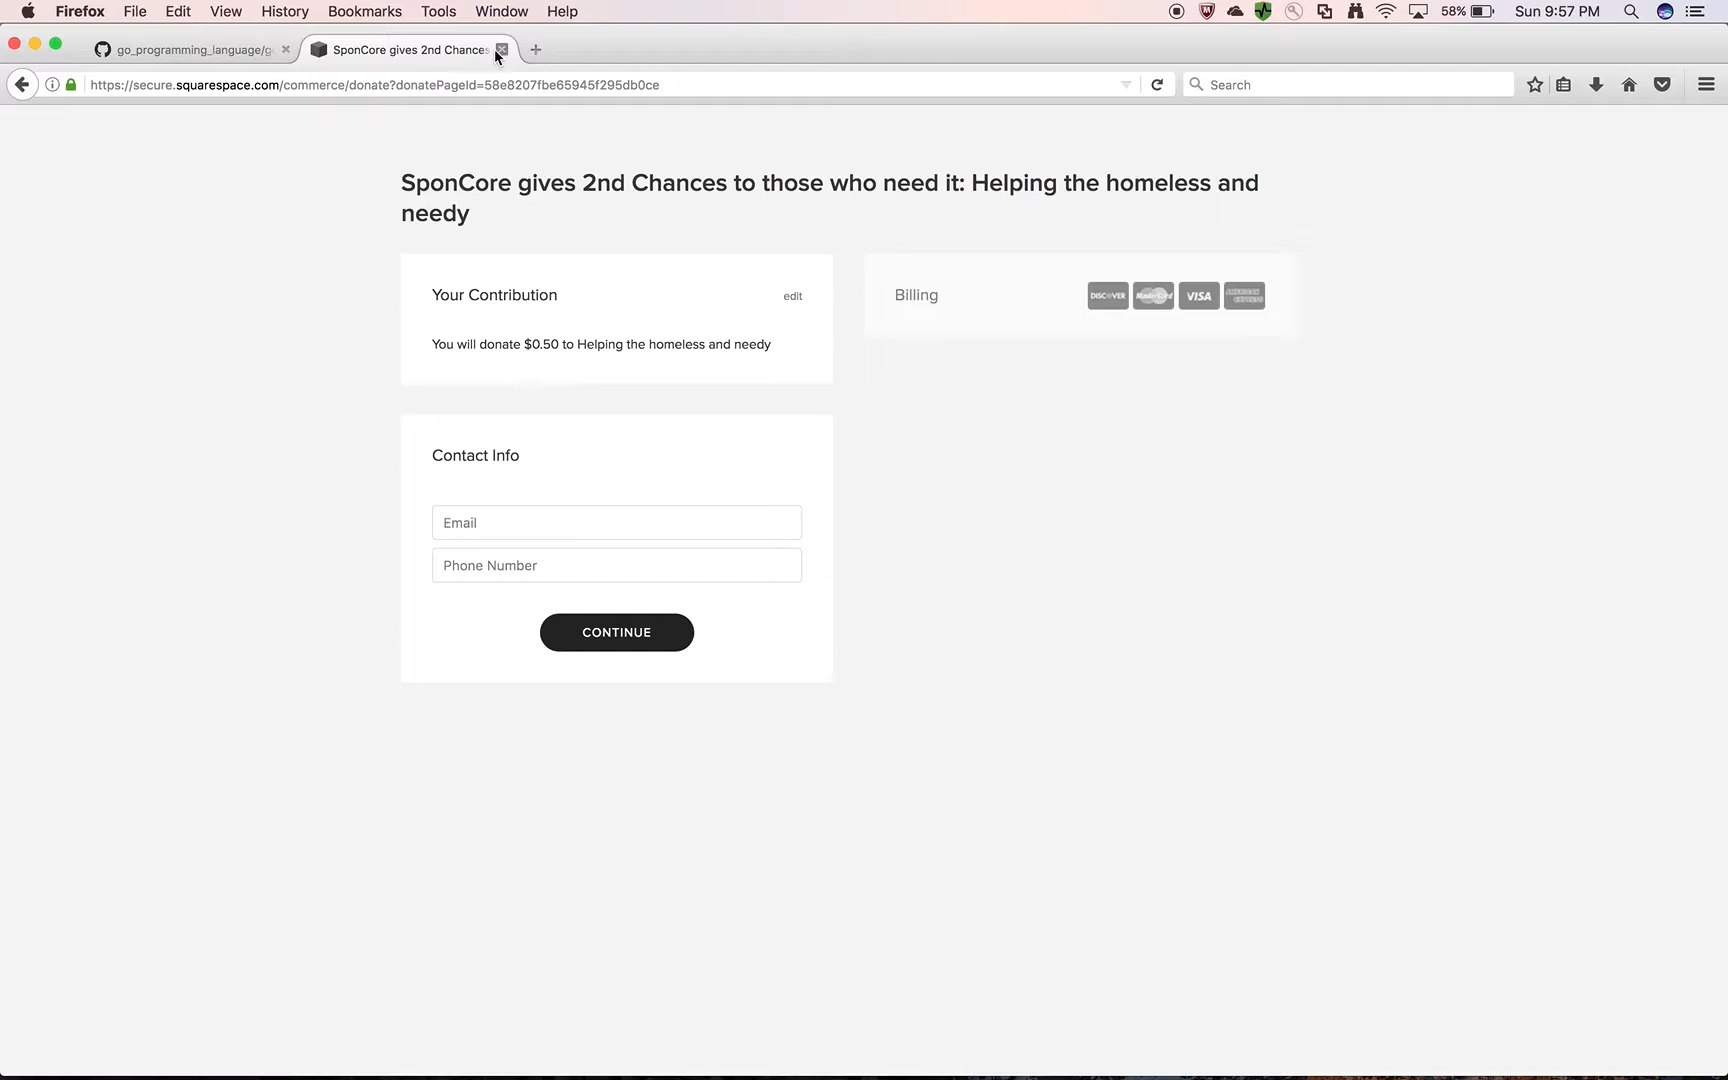 Firefox File Edit View History Bookmarks Tools Window Help 58% Sun 9:57 PM
go_programming_language/g SponCore gives 2nd Chances
https://secure.squarespace.com/commerce/donate?donatePageId=58e8207fbe65945f295db0ce Search
SponCore gives 2nd Chances to those who need it: Helping the homeless and
needy
Your Contribution edit
Billing DISCOVER MasterCard VISA AMERICAN EXPRESS
You will donate $0.50 to Helping the homeless and needy
Contact Info
Email
Phone Number
CONTINUE